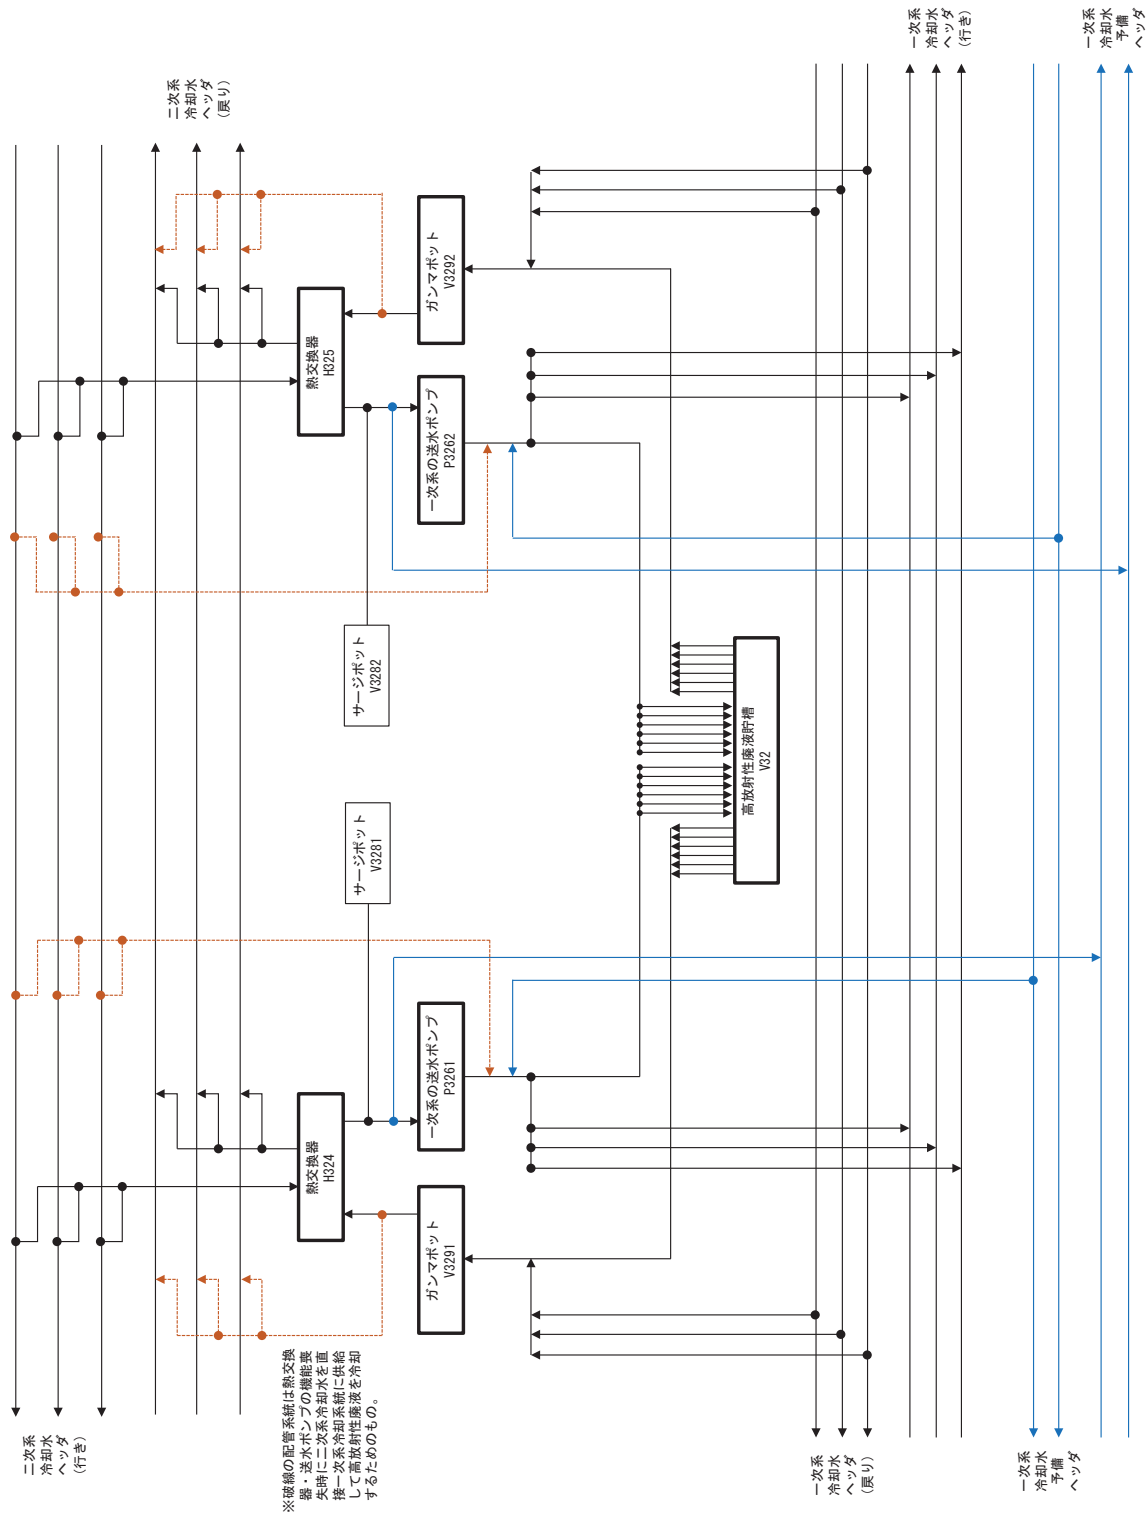 二次系
冷却水
ヘッダ
(行き)
二次系
冷却水
ヘッダ
(戻り)
※破線の配管系統は熱交換
器・送水ポンプの機能喪
失時に二次系冷却水を直
接一次系冷却系統に供給
して高放射性廃液を冷却
するためのもの。
熱交換器
H324
熱交換器
H325
サージポット
V3281
サージポット
V3282
ガンマポット
V3291
一次系の送水ポンプ
P3261
一次系の送水ポンプ
P3262
ガンマポット
V3292
高放射性廃液貯槽
V32
一次系
冷却水
ヘッダ
(戻り)
一次系
冷却水
ヘッダ
(行き)
一次系
冷却水
予備
ヘッダ
一次系
冷却水
予備
ヘッダ